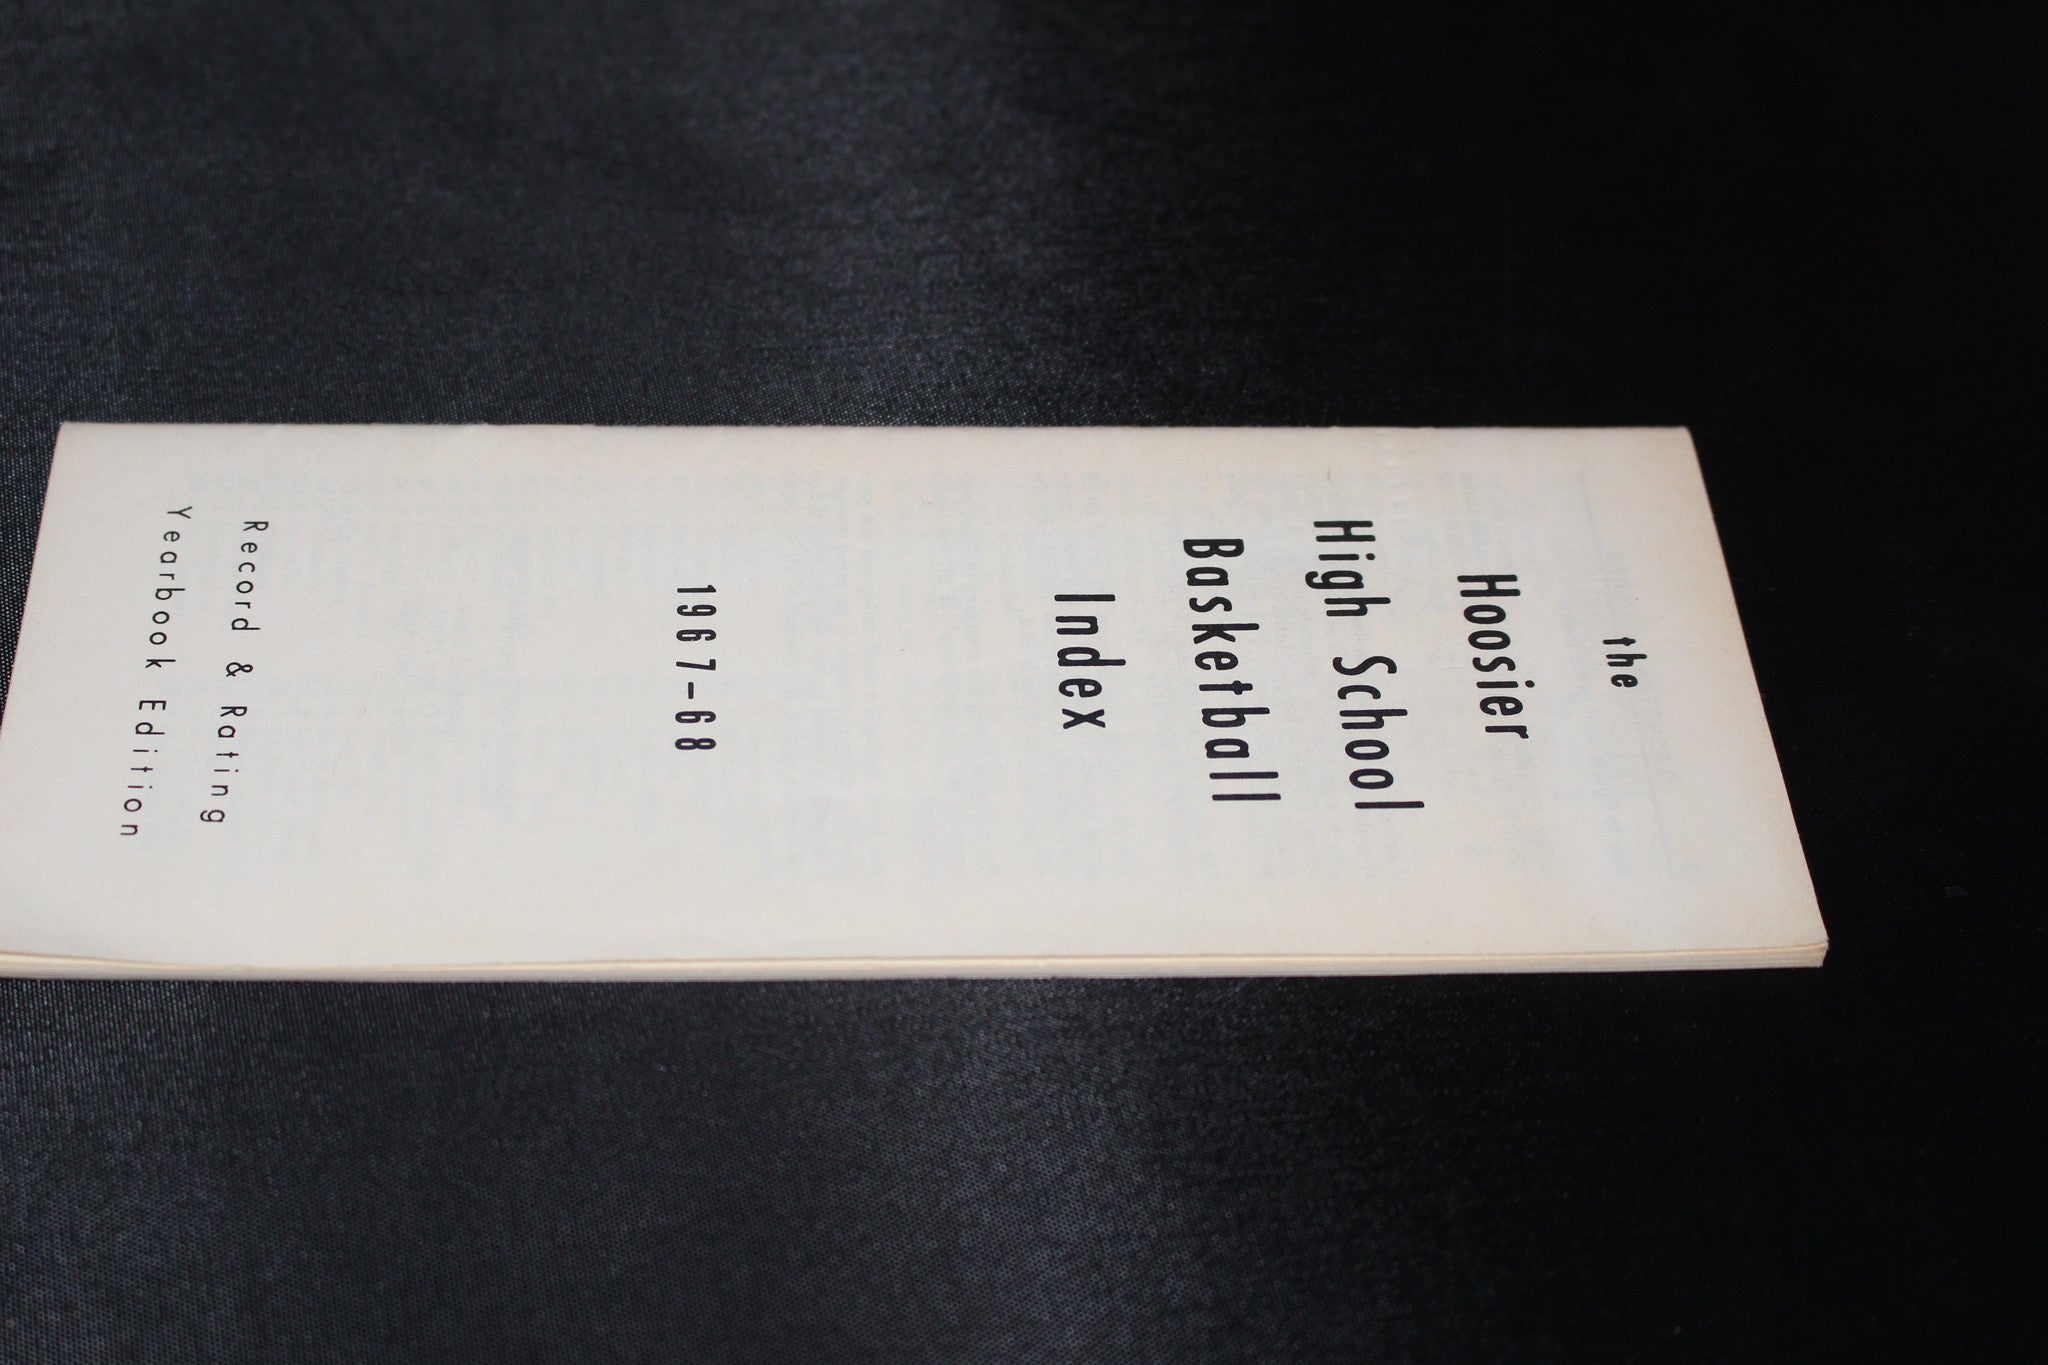 the
Hoosier
High School
Basketball
Index
1967-68
Record & Rating
Yearbook Edition